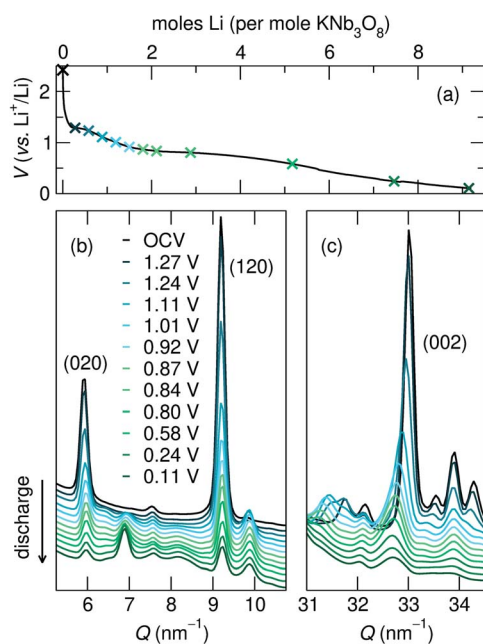 moles Li (per mole KNb₃O₈)
0 2 4 6 8
(a)
V (vs. Li⁺/Li)
2
1
0
(b)
OCV
1.27 V
1.24 V
1.11 V
1.01 V
0.92 V
0.87 V
0.84 V
0.80 V
0.58 V
0.24 V
0.11 V
(020)
(120)
discharge
6 7 8 9 10
Q (nm⁻¹)
(c)
(002)
31 32 33 34
Q (nm⁻¹)